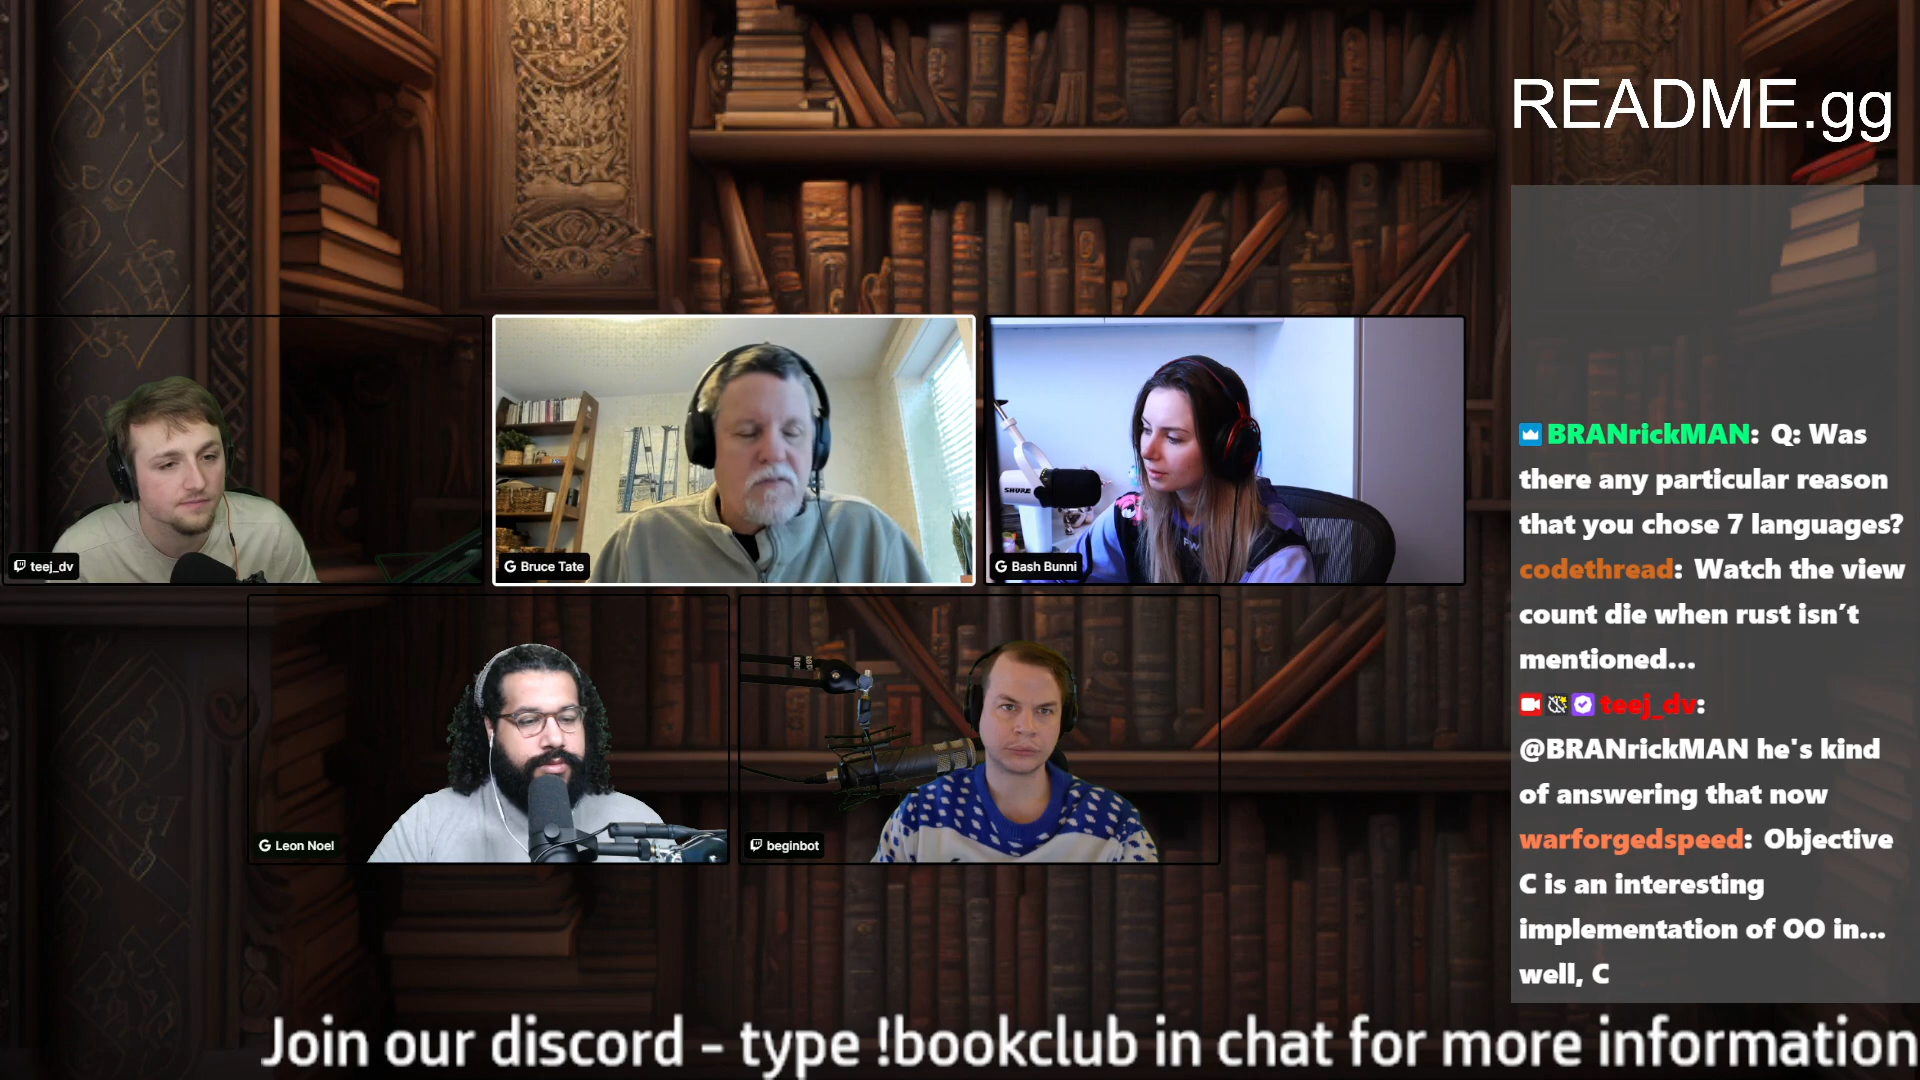 README.gg
teej_dv
Bruce Tate
SHURE
Bash Bunni
Leon Noel
beginbot
BRANrickMAN: Q: Was
there any particular reason
that you chose 7 languages?
codethread: Watch the view
count die when rust isn’t
mentioned...
teej_dv:
@BRANrickMAN he's kind
of answering that now
warforgedspeed: Objective
C is an interesting
implementation of OO in...
well, C
Join our discord - type !bookclub in chat for more information